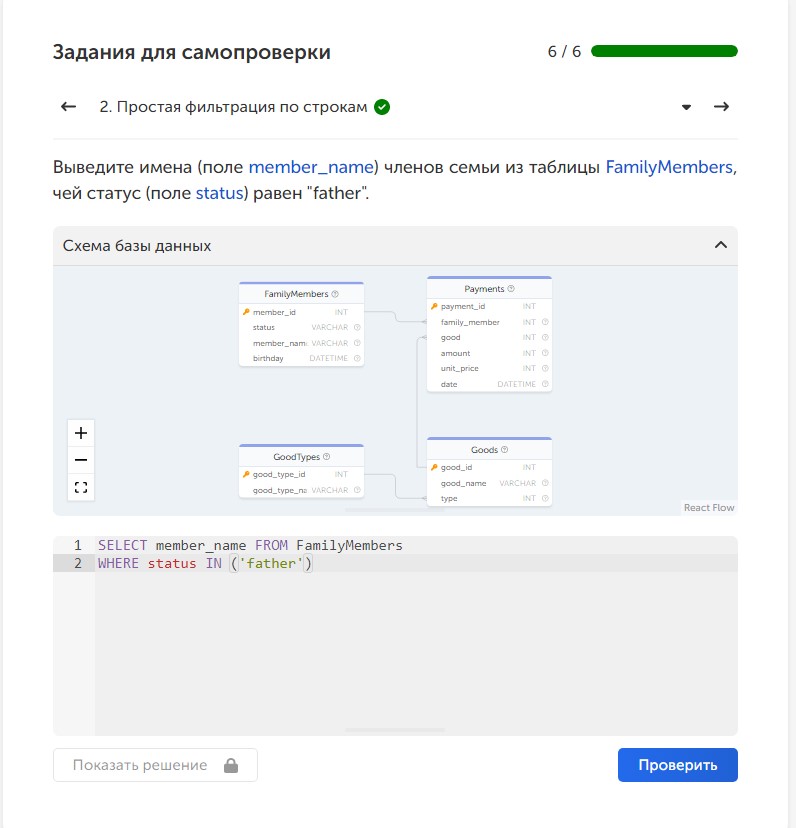 Задания для самопроверки
6 / 6
2. Простая фильтрация по строкам
Выведите имена (поле member_name) членов семьи из таблицы FamilyMembers,
чей статус (поле status) равен "father".
Схема базы данных
FamilyMembers
member_id INT
status VARCHAR
member_nam VARCHAR
birthday DATETIME
Payments
payment_id INT
family_member INT
good INT
amount INT
unit_price INT
date DATETIME
GoodTypes
good_type_id INT
good_type_na VARCHAR
Goods
good_id INT
good_name VARCHAR
type INT
React Flow
1 SELECT member_name FROM FamilyMembers
2 WHERE status IN ('father')
Показать решение
Проверить